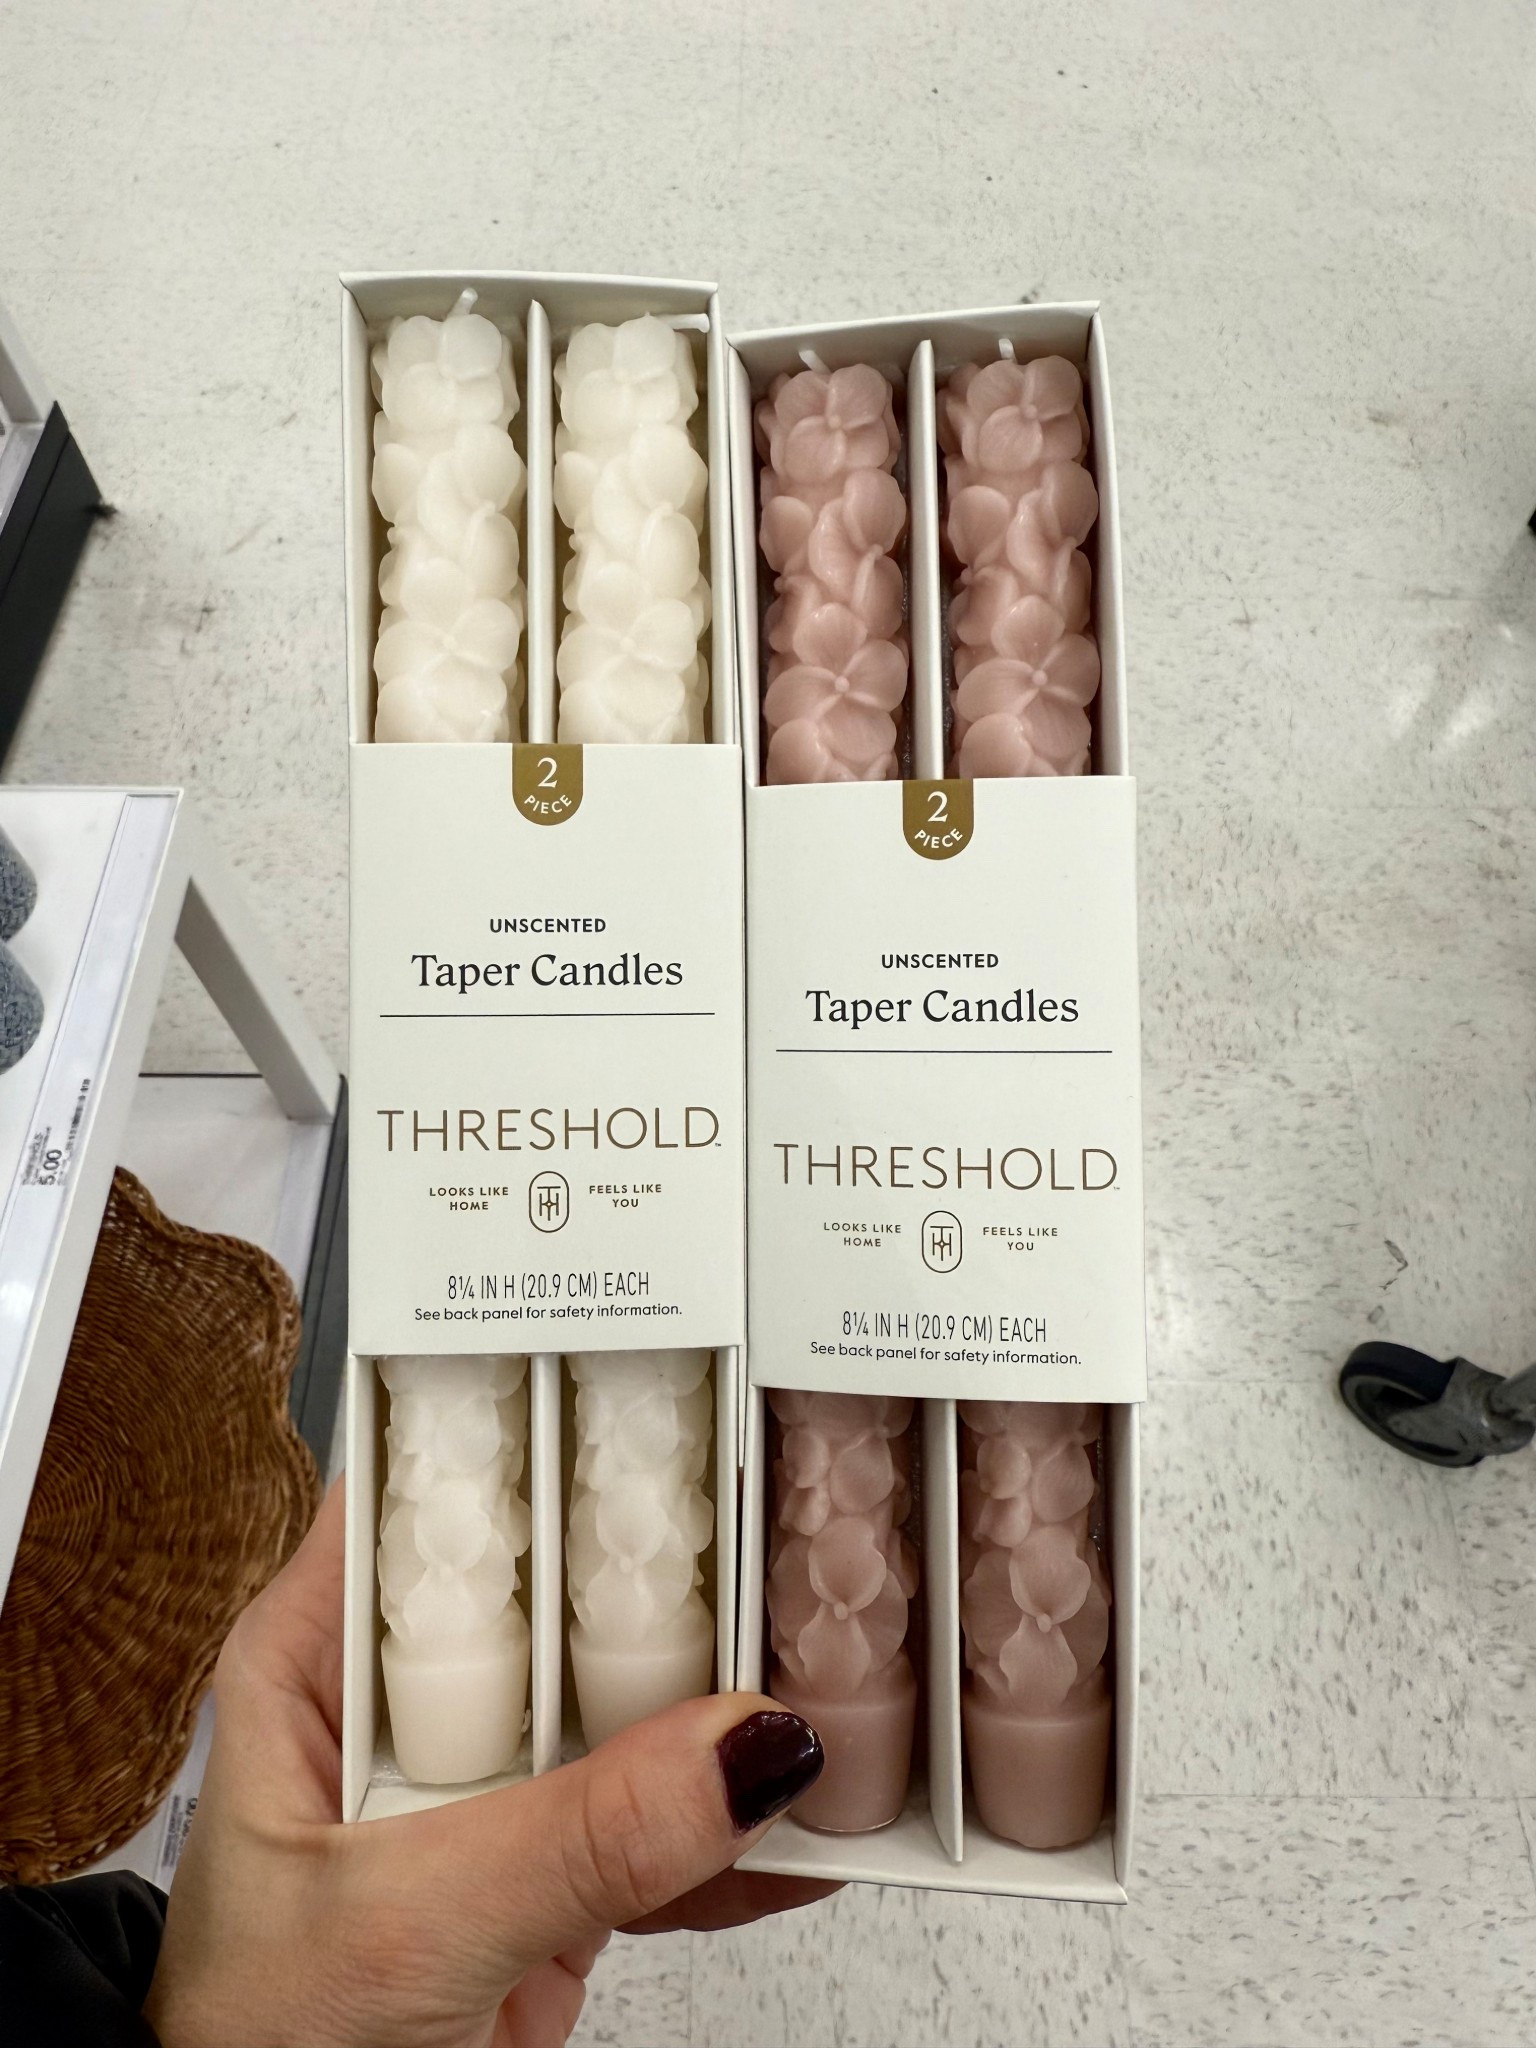 2
PIECE
UNSCENTED
Taper Candles
THRESHOLD™
LOOKS LIKE HOME
FEELS LIKE YOU
8¼ IN H (20.9 CM) EACH
See back panel for safety information.
2
PIECE
UNSCENTED
Taper Candles
THRESHOLD™
LOOKS LIKE HOME
FEELS LIKE YOU
8¼ IN H (20.9 CM) EACH
See back panel for safety information.
5.00